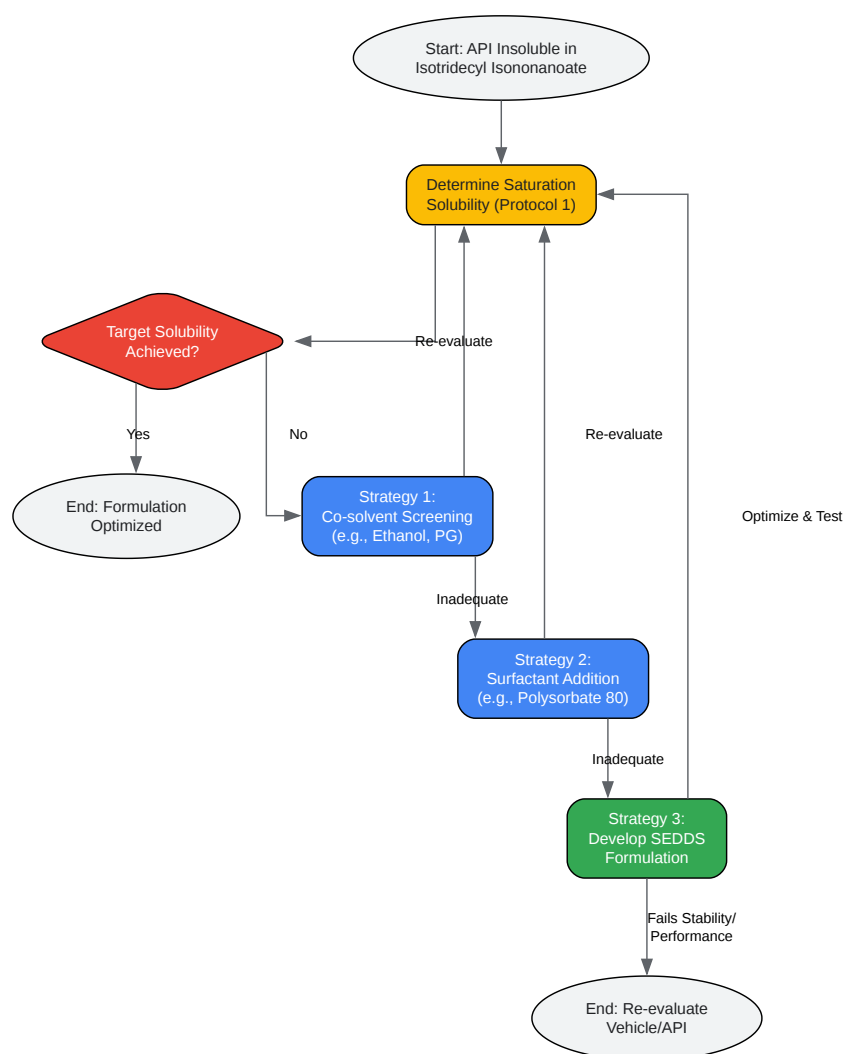 Start: API Insoluble in
Isotridecyl Isononanoate
Determine Saturation
Solubility (Protocol 1)
Target Solubility
Achieved?
Re-evaluate
Yes
No
Re-evaluate
End: Formulation
Optimized
Strategy 1:
Co-solvent Screening
(e.g., Ethanol, PG)
Optimize & Test
Inadequate
Strategy 2:
Surfactant Addition
(e.g., Polysorbate 80)
Inadequate
Strategy 3:
Develop SEDDS
Formulation
Fails Stability/
Performance
End: Re-evaluate
Vehicle/API